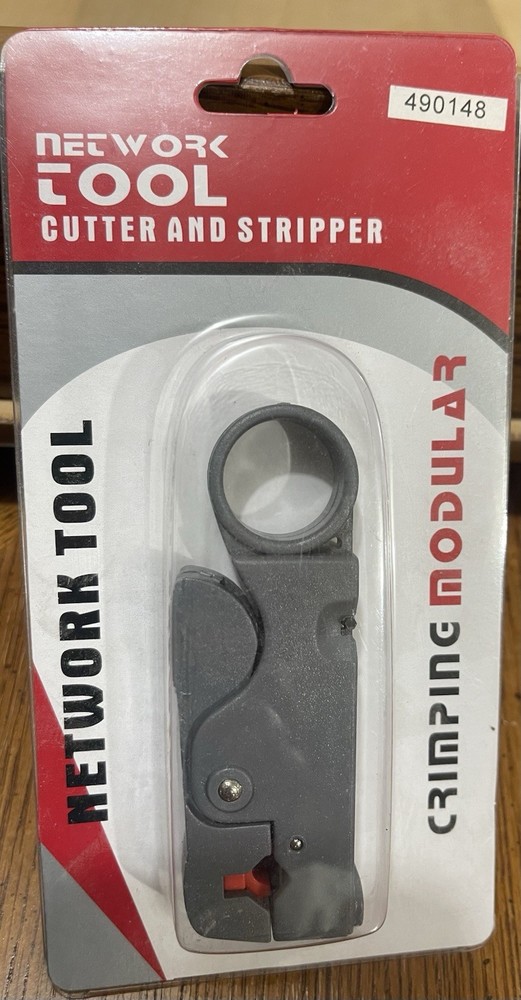 490148
NETWORK
TOOL
CUTTER AND STRIPPER
NETWORK TOOL
CRIMPING MODULAR